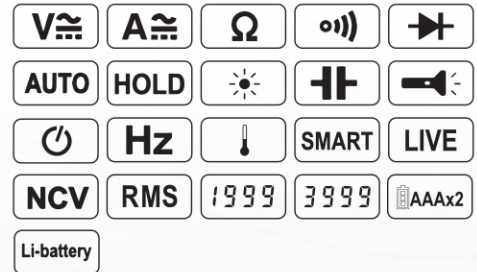 V A Ω
AUTO HOLD
Hz SMART LIVE
NCV RMS 1999 3999 AAAx2
Li-battery